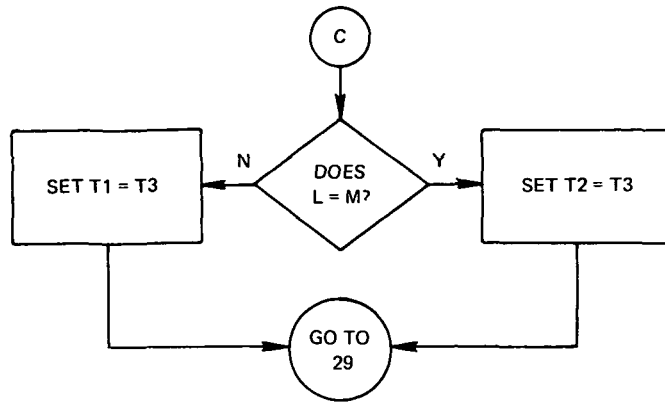 C
N
DOES
Y
L = M?
SET T1 = T3
SET T2 = T3
GO TO
29